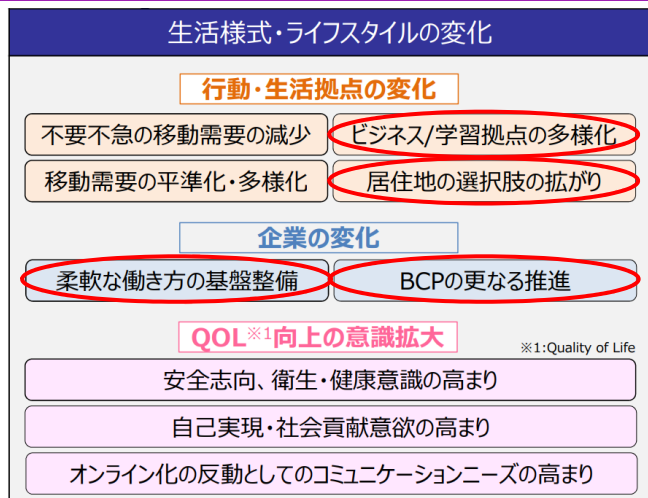 生活様式・ライフスタイルの変化
行動・生活拠点の変化
不要不急の移動需要の減少
ビジネス/学習拠点の多様化
移動需要の平準化・多様化
居住地の選択肢の拡がり
企業の変化
柔軟な働き方の基盤整備
BCPの更なる推進
QOL※1向上の意識拡大
※1:Quality of Life
安全志向、衛生・健康意識の高まり
自己実現・社会貢献意欲の高まり
オンライン化の反動としてのコミュニケーションニーズの高まり